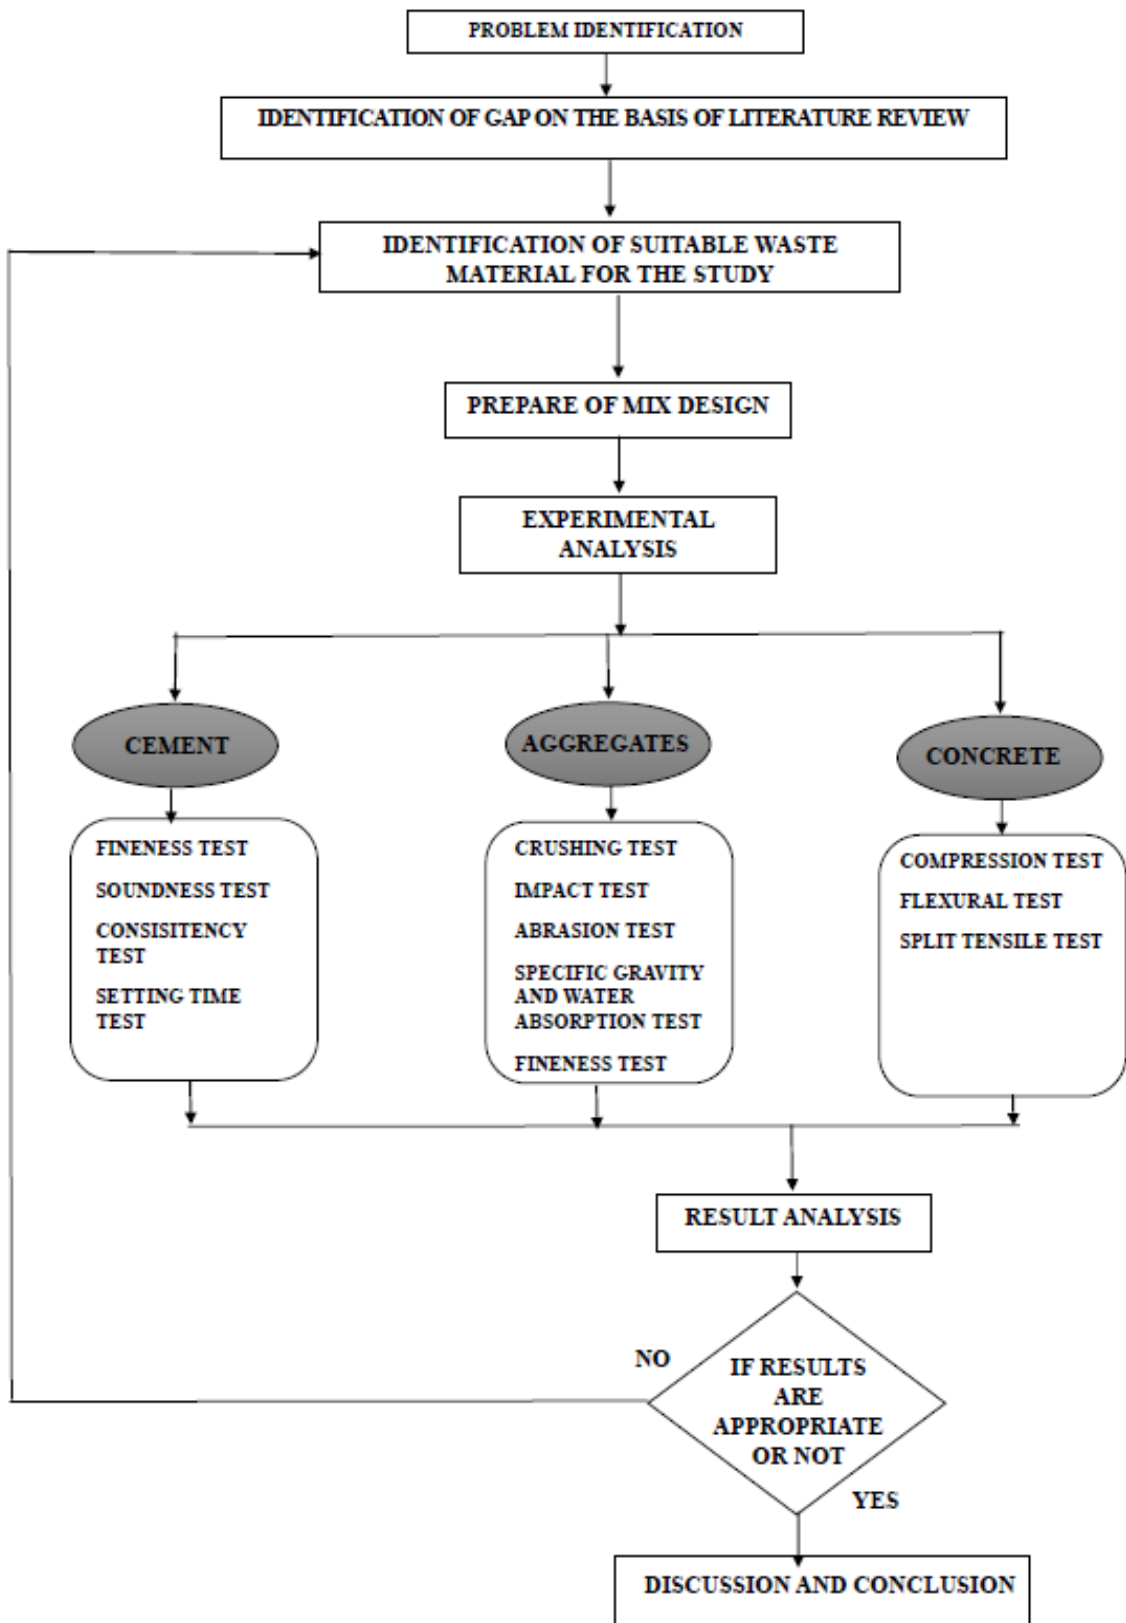 PROBLEM IDENTIFICATION
IDENTIFICATION OF GAP ON THE BASIS OF LITERATURE REVIEW
IDENTIFICATION OF SUITABLE WASTE
MATERIAL FOR THE STUDY
PREPARE OF MIX DESIGN
EXPERIMENTAL
ANALYSIS
CEMENT
AGGREGATES
CONCRETE
FINENESS TEST
SOUNDNESS TEST
CONSISITENCY
TEST
SETTING TIME
TEST
CRUSHING TEST
IMPACT TEST
ABRASION TEST
SPECIFIC GRAVITY
AND WATER
ABSORPTION TEST
FINENESS TEST
COMPRESSION TEST
FLEXURAL TEST
SPLIT TENSILE TEST
RESULT ANALYSIS
NO
IF RESULTS
ARE
APPROPRIATE
OR NOT
YES
DISCUSSION AND CONCLUSION